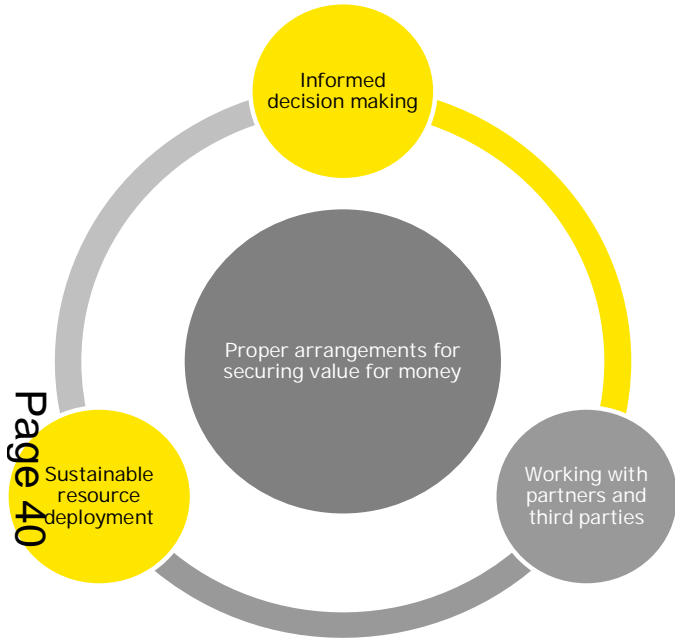 Informed
decision making
Proper arrangements for
securing value for money
Page 40
Sustainable
resource
deployment
Working with
partners and
third parties